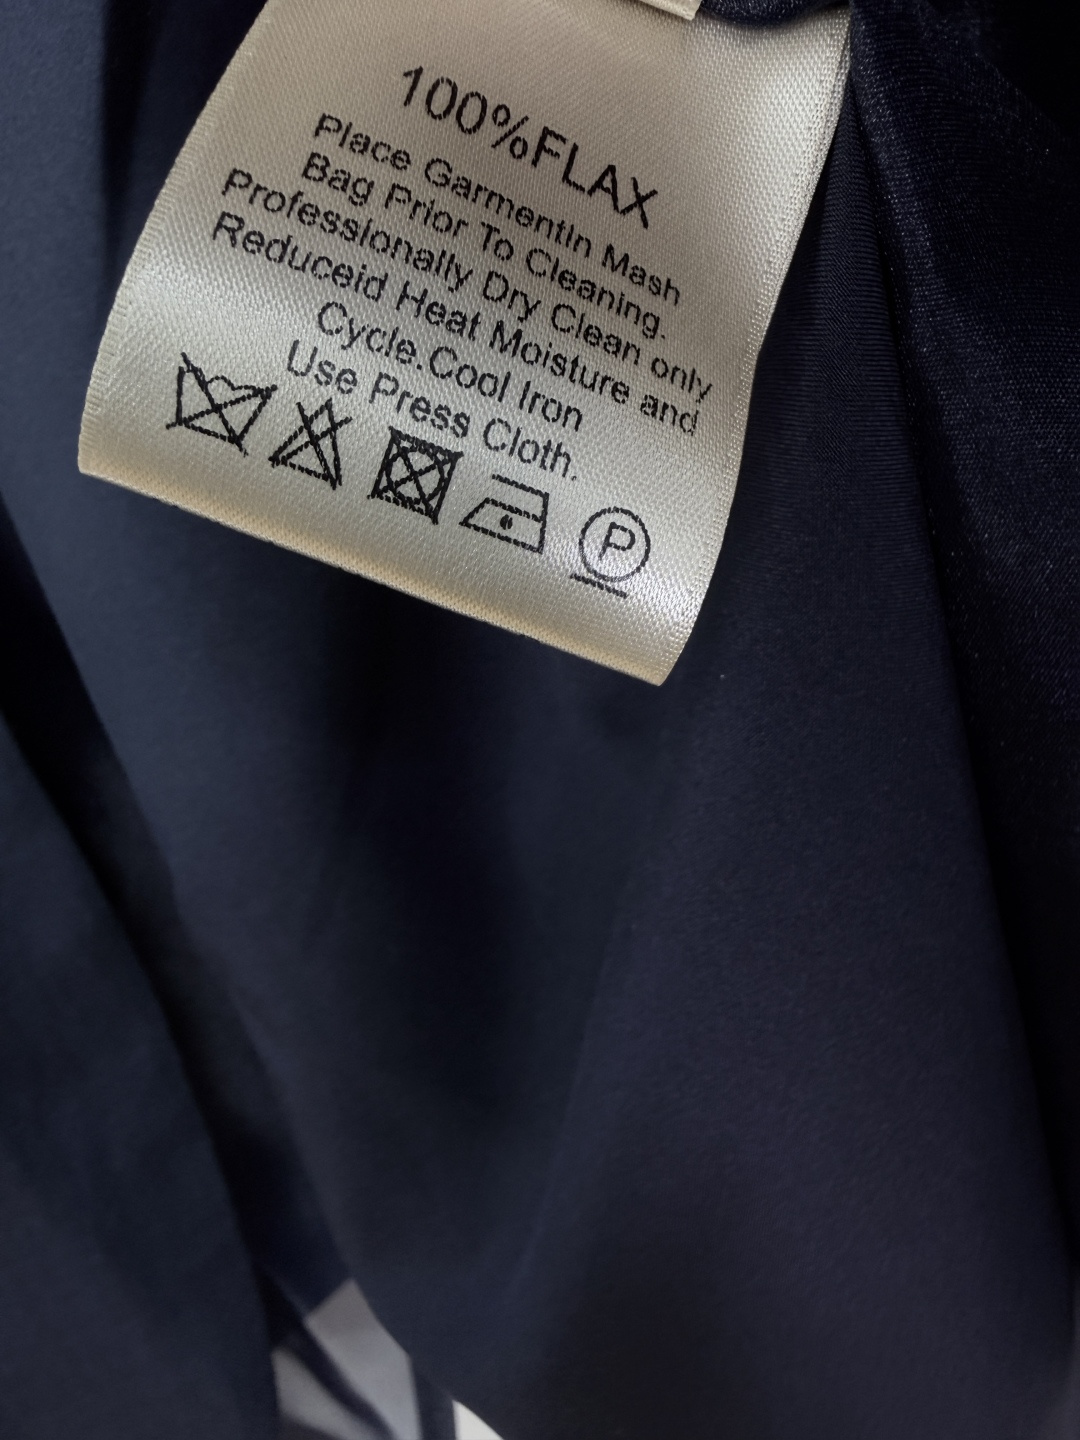 100%FLAX
Place GarmentIn Mash
Bag Prior To Cleaning.
Professionally Dry Clean only
Reduceid Heat Moisture and
Cycle.Cool Iron
Use Press Cloth.
P